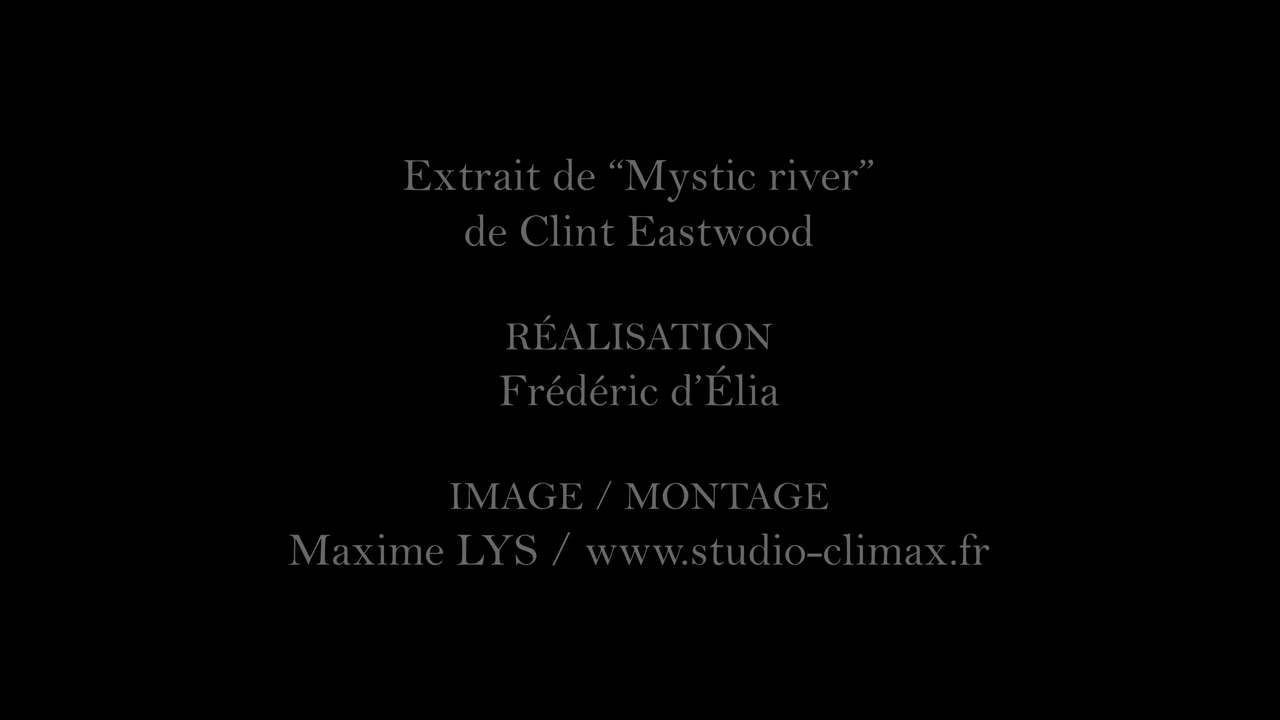 Extrait de “Mystic river”
de Clint Eastwood
RÉALISATION
Frédéric d’Élia
IMAGE / MONTAGE
Maxime LYS / www.studio-climax.fr